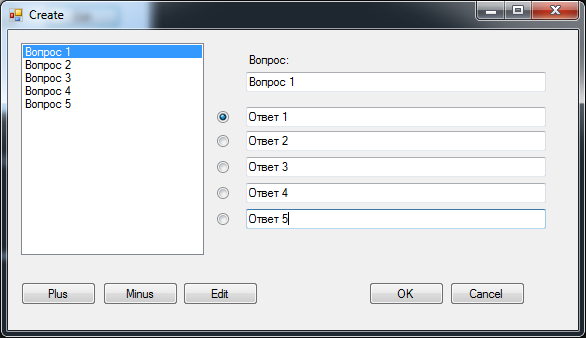 Create
Вопрос 1
Вопрос 2
Вопрос 3
Вопрос 4
Вопрос 5
Вопрос:
Вопрос 1
Ответ 1
Ответ 2
Ответ 3
Ответ 4
Ответ 5
Plus Minus Edit OK Cancel